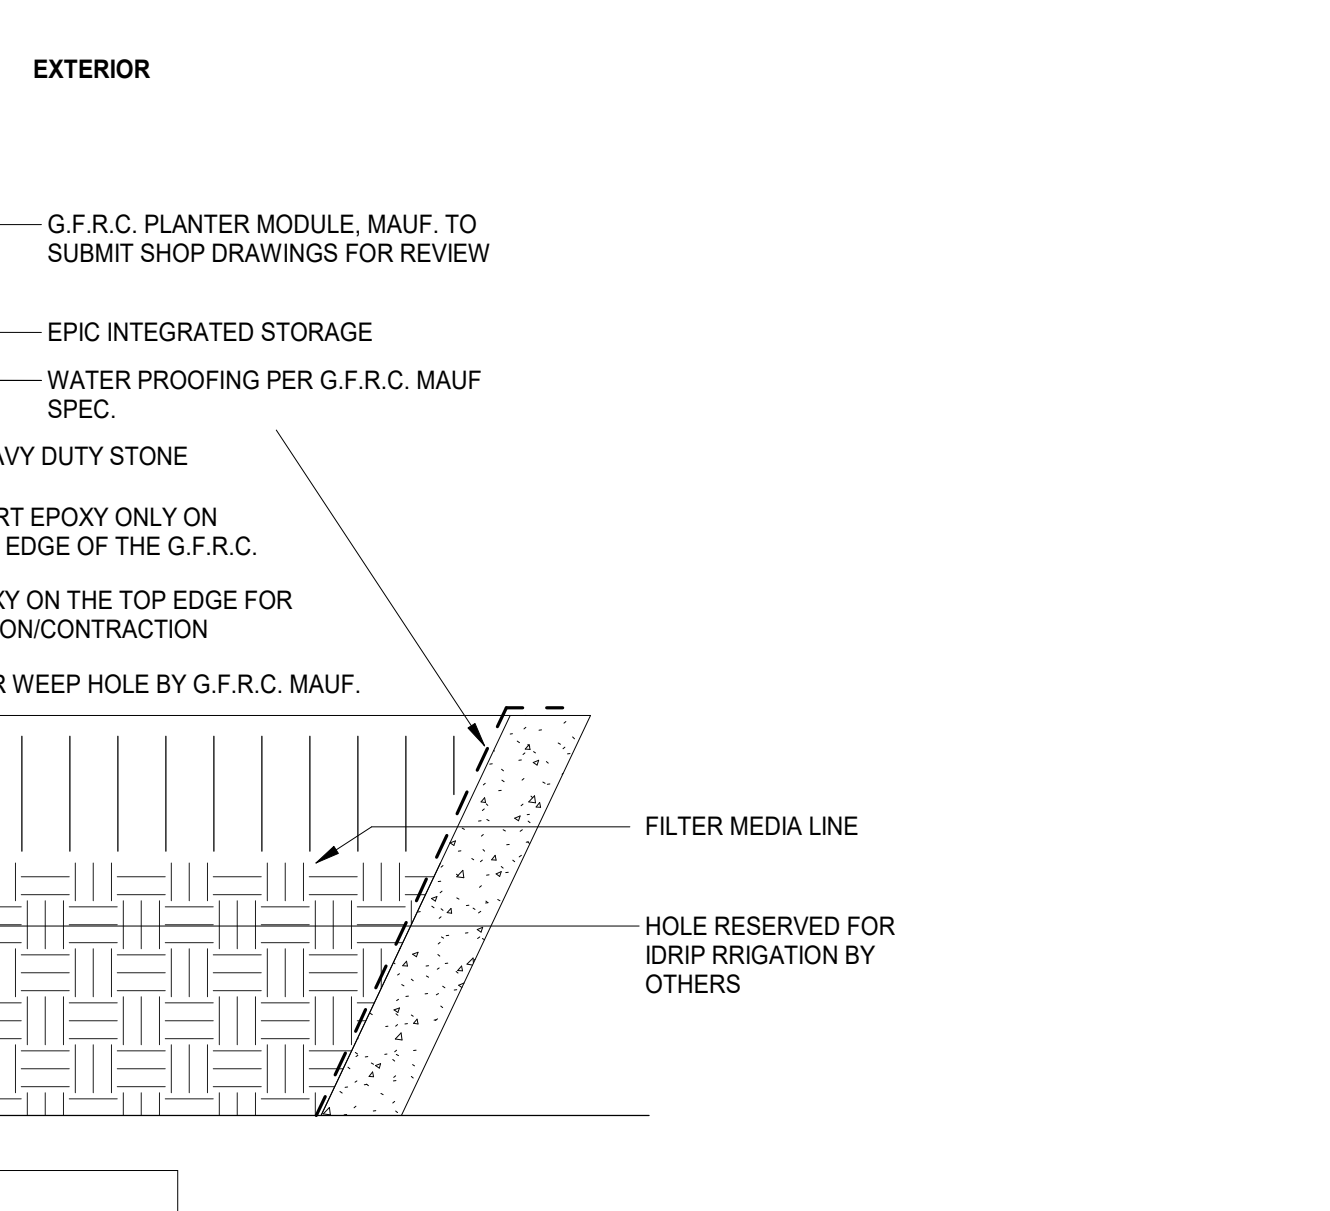 EXTERIOR
G.F.R.C. PLANTER MODULE, MAUF. TO
SUBMIT SHOP DRAWINGS FOR REVIEW
EPIC INTEGRATED STORAGE
WATER PROOFING PER G.F.R.C. MAUF
SPEC.
AVY DUTY STONE
RT EPOXY ONLY ON
EDGE OF THE G.F.R.C.
XY ON THE TOP EDGE FOR
ON/CONTRACTION
R WEEP HOLE BY G.F.R.C. MAUF.
FILTER MEDIA LINE
HOLE RESERVED FOR
IDRIP RRIGATION BY
OTHERS